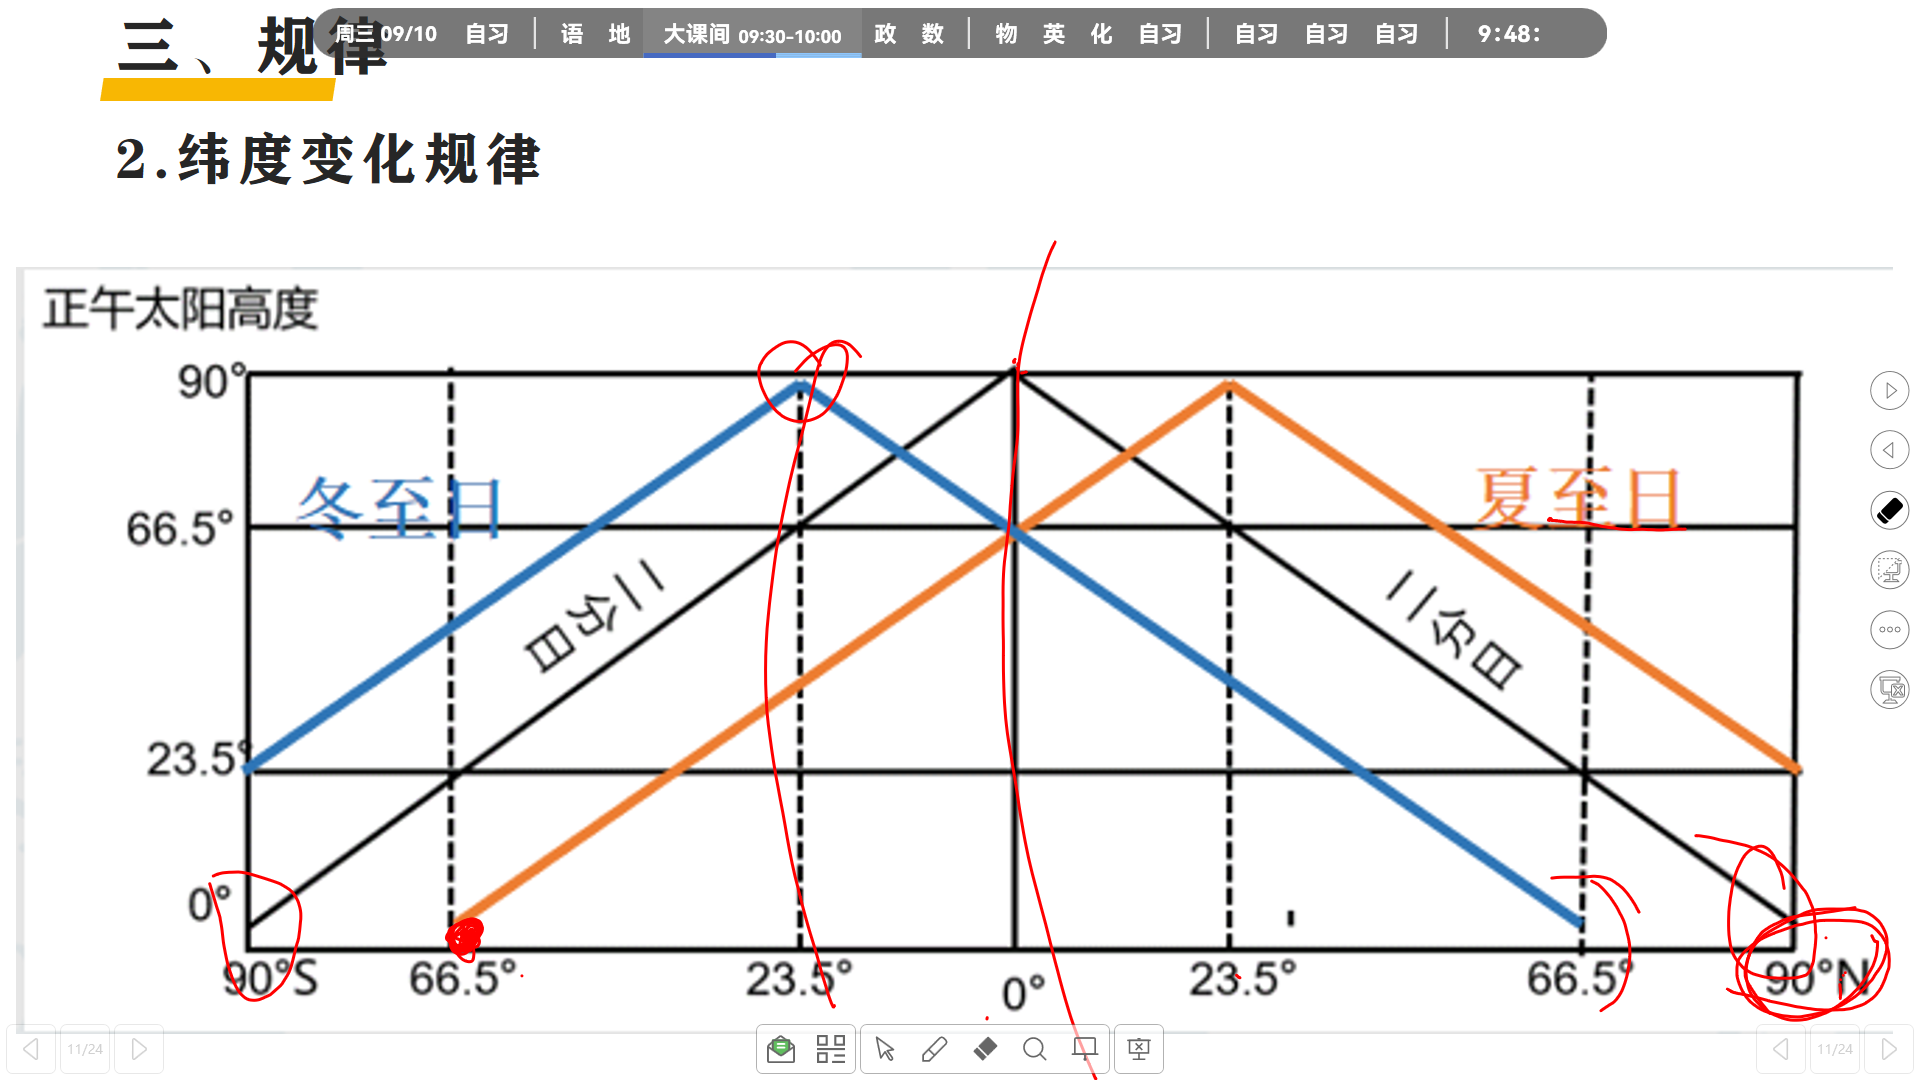 周三 09/10 自习 | 语 地 大课间 09:30-10:00 政 数 | 物 英 化 自习 | 自习 自习 自习 | 9:48:
三、规律
2.纬度变化规律
正午太阳高度
90°
冬至日
夏至日
66.5°
二分日
二分日
23.5°
0°
90°S 66.5° 23.5° 0° 23.5° 66.5° 90°N
11/24
11/24